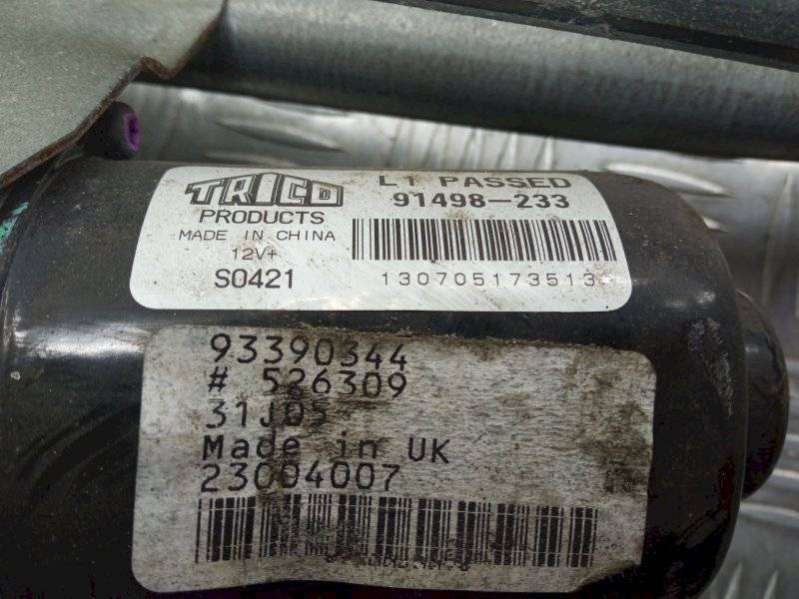 TRICO
L1 PASSED
PRODUCTS
91498-233
MADE IN CHINA
12V+
S0421
130705173513
93390344
# 526309
31J05
Made in UK
23004007